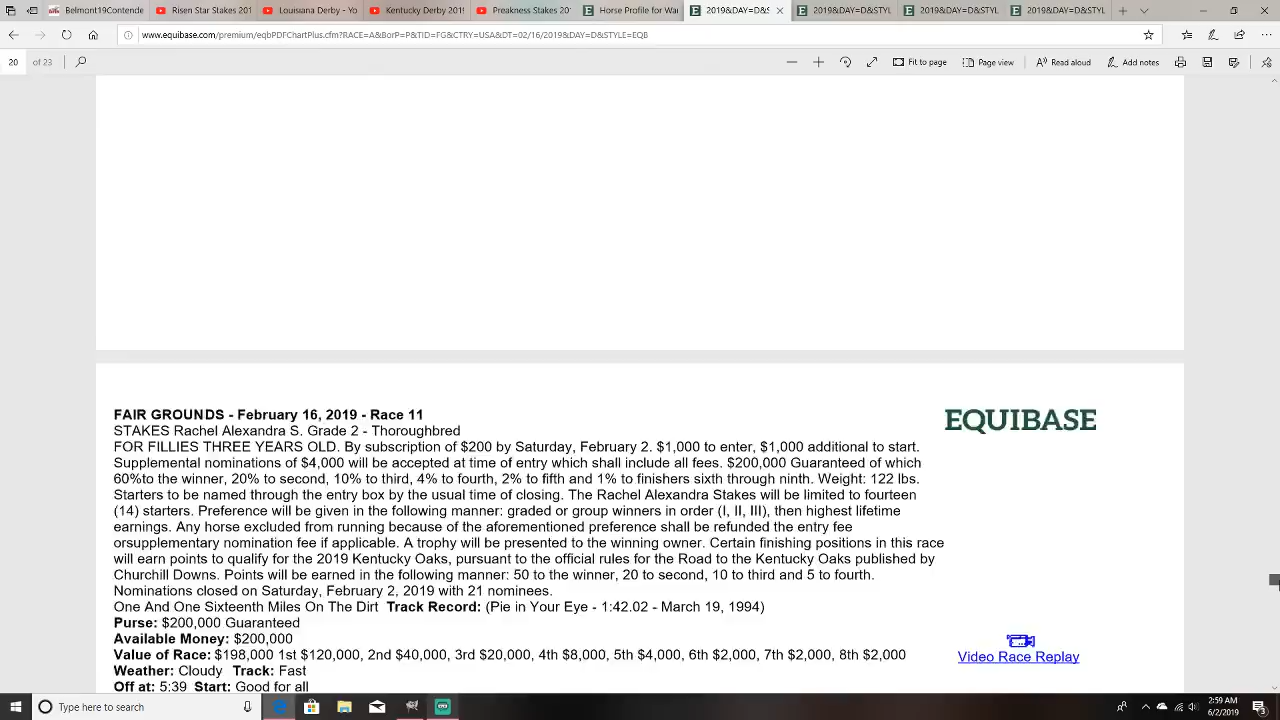 Belmont19Contende
Lousiana Derby - Yo
Kentucky Derby 201
Preakness Stakes 20
Horse Profile for Wa
2019&DAY=D&S
2019&DAY=D&STYL
2019&DAY=D&STYL
2019&DAY=D&STYL
www.equibase.com/premium/eqbPDFChartPlus.cfm?RACE=A&BorP=P&TID=FG&CTRY=USA&DT=02/16/2019&DAY=D&STYLE=EQB
20 of 23 Fit to page Page view Read aloud Add notes
FAIR GROUNDS - February 16, 2019 - Race 11
EQUIBASE
STAKES Rachel Alexandra S. Grade 2 - Thoroughbred
FOR FILLIES THREE YEARS OLD. By subscription of $200 by Saturday, February 2. $1,000 to enter, $1,000 additional to start.
Supplemental nominations of $4,000 will be accepted at time of entry which shall include all fees. $200,000 Guaranteed of which
60%to the winner, 20% to second, 10% to third, 4% to fourth, 2% to fifth and 1% to finishers sixth through ninth. Weight: 122 lbs.
Starters to be named through the entry box by the usual time of closing. The Rachel Alexandra Stakes will be limited to fourteen
(14) starters. Preference will be given in the following manner: graded or group winners in order (I, II, III), then highest lifetime
earnings. Any horse excluded from running because of the aforementioned preference shall be refunded the entry fee
orsupplementary nomination fee if applicable. A trophy will be presented to the winning owner. Certain finishing positions in this race
will earn points to qualify for the 2019 Kentucky Oaks, pursuant to the official rules for the Road to the Kentucky Oaks published by
Churchill Downs. Points will be earned in the following manner: 50 to the winner, 20 to second, 10 to third and 5 to fourth.
Nominations closed on Saturday, February 2, 2019 with 21 nominees.
One And One Sixteenth Miles On The Dirt Track Record: (Pie in Your Eye - 1:42.02 - March 19, 1994)
Purse: $200,000 Guaranteed
Available Money: $200,000
Value of Race: $198,000 1st $120,000, 2nd $40,000, 3rd $20,000, 4th $8,000, 5th $4,000, 6th $2,000, 7th $2,000, 8th $2,000
Video Race Replay
Weather: Cloudy Track: Fast
Off at: 5:39 Start: Good for all
Type here to search
2:59 AM
6/2/2019